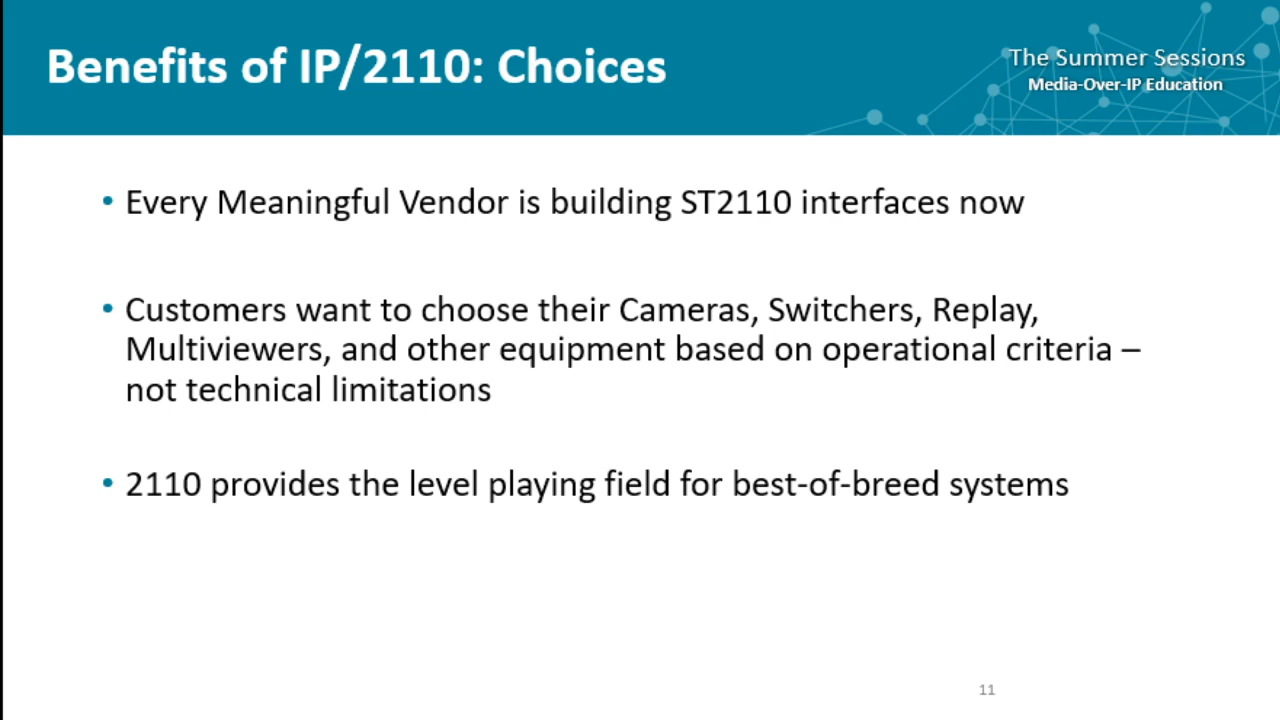 Benefits of IP/2110: Choices
The Summer Sessions
Media-Over-IP Education
• Every Meaningful Vendor is building ST2110 interfaces now
• Customers want to choose their Cameras, Switchers, Replay,
Multiviewers, and other equipment based on operational criteria –
not technical limitations
• 2110 provides the level playing field for best-of-breed systems
11